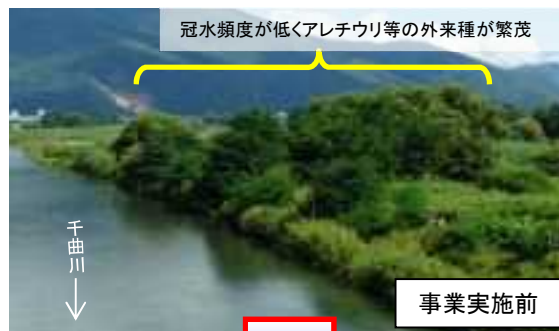 冠水頻度が低くアレチウリ等の外来種が繁茂
千曲川
事業実施前